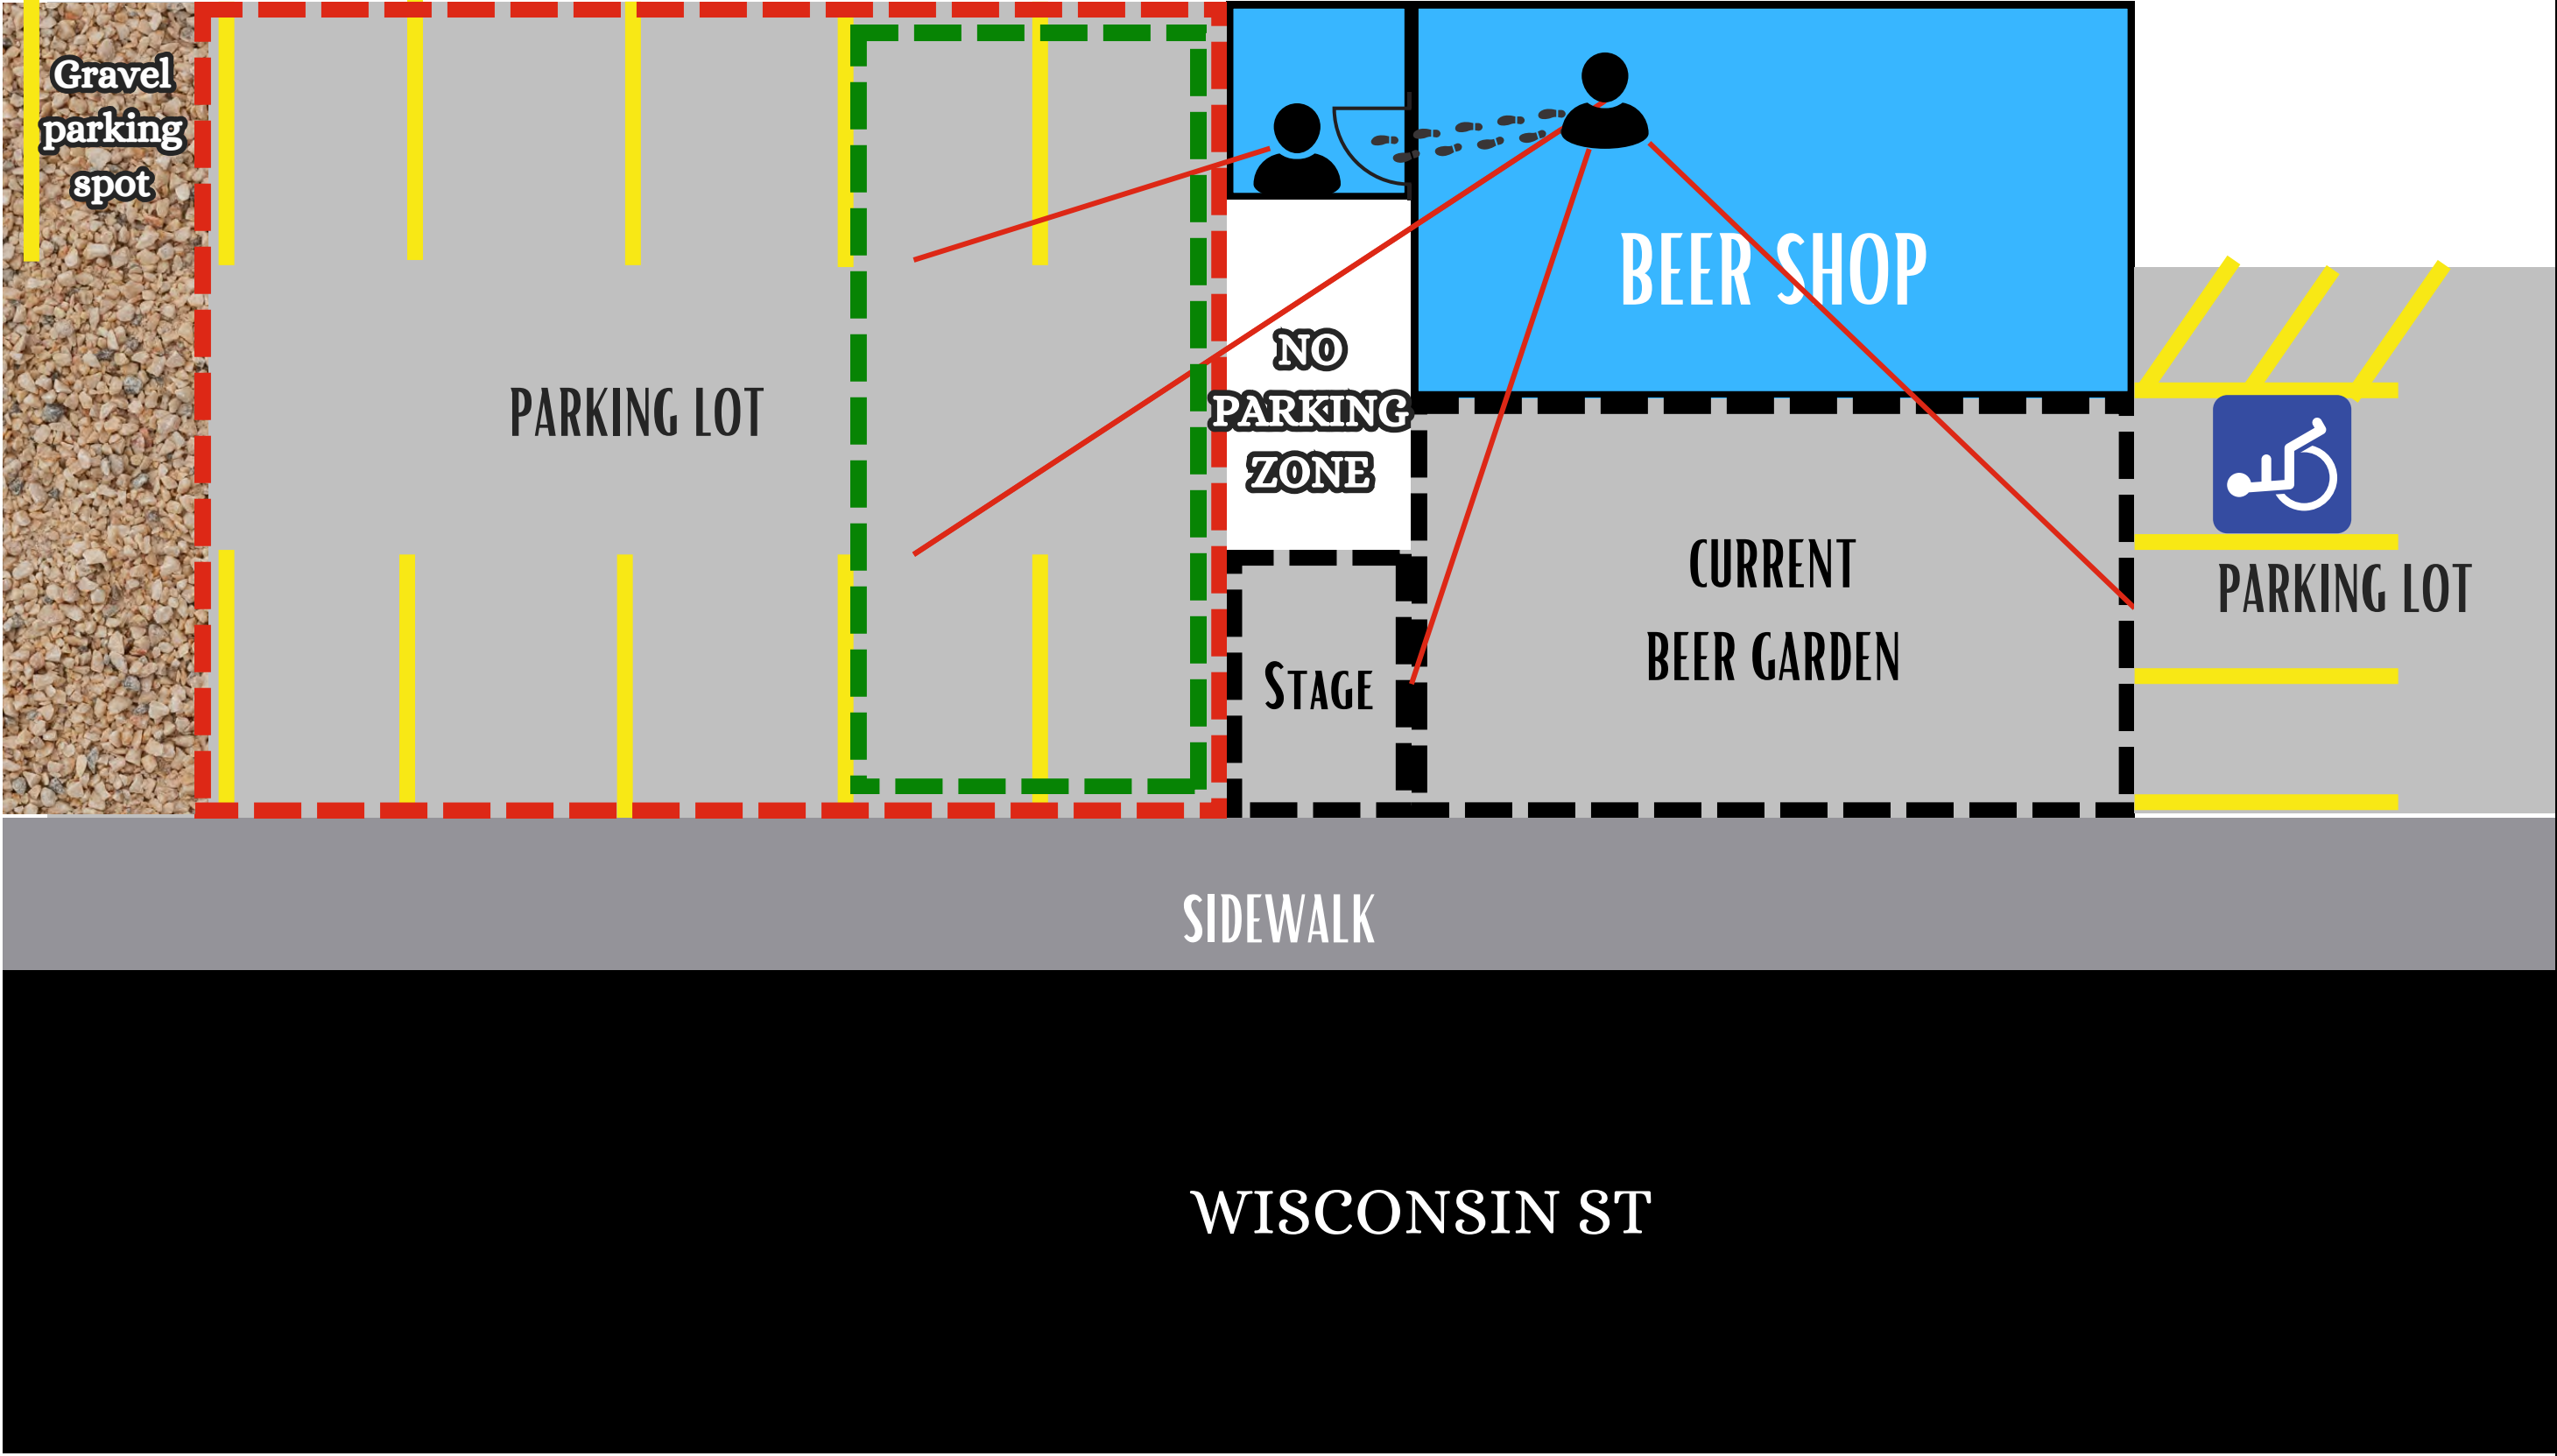 Gravel
parking
spot
PARKING LOT
NO
PARKING
ZONE
BEER SHOP
CURRENT
BEER GARDEN
STAGE
PARKING LOT
SIDEWALK
WISCONSIN ST